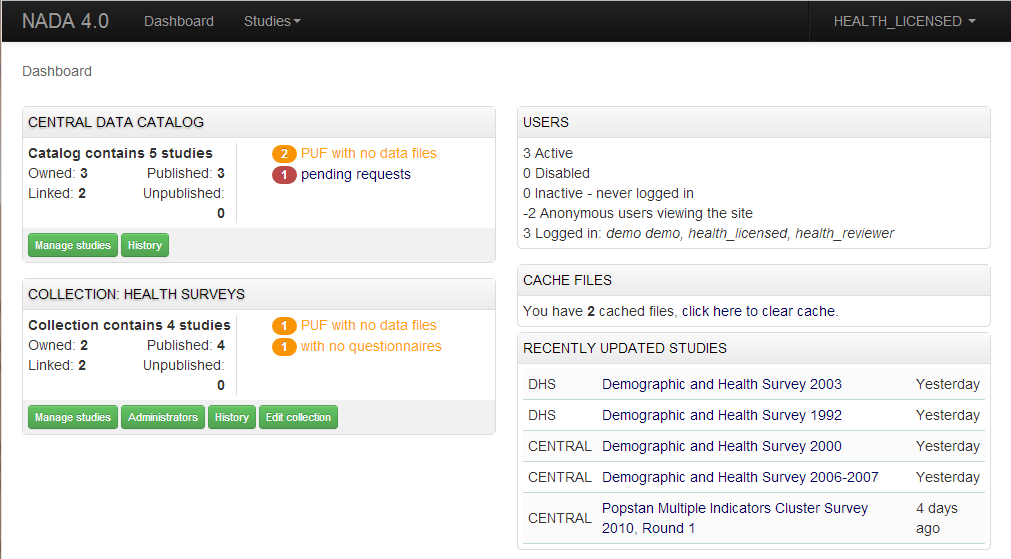 NADA 4.0 Dashboard Studies HEALTH_LICENSED
Dashboard
CENTRAL DATA CATALOG
Catalog contains 5 studies
Owned: 3 Published: 3
Linked: 2 Unpublished:
0
2 PUF with no data files
1 pending requests
Manage studies History
COLLECTION: HEALTH SURVEYS
Collection contains 4 studies
Owned: 2 Published: 4
Linked: 2 Unpublished:
0
1 PUF with no data files
1 with no questionnaires
Manage studies Administrators History Edit collection
USERS
3 Active
0 Disabled
0 Inactive - never logged in
-2 Anonymous users viewing the site
3 Logged in: demo demo, health_licensed, health_reviewer
CACHE FILES
You have 2 cached files, click here to clear cache.
RECENTLY UPDATED STUDIES
DHS Demographic and Health Survey 2003 Yesterday
DHS Demographic and Health Survey 1992 Yesterday
CENTRAL Demographic and Health Survey 2000 Yesterday
CENTRAL Demographic and Health Survey 2006-2007 Yesterday
CENTRAL Popstan Multiple Indicators Cluster Survey 4 days
2010, Round 1 ago